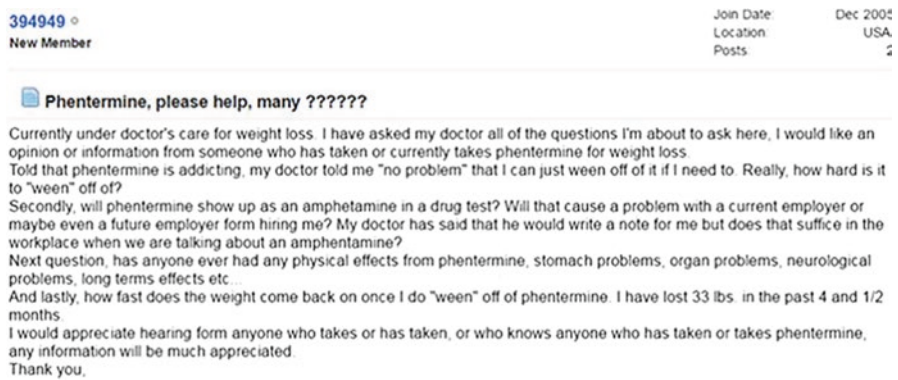 394949
New Member
Join Date: Dec 2005
Location: USA
Posts: 2
Phentermine, please help, many ??????
Currently under doctor's care for weight loss. I have asked my doctor all of the questions I'm about to ask here, I would like an
opinion or information from someone who has taken or currently takes phentermine for weight loss.
Told that phentermine is addicting, my doctor told me "no problem" that I can just ween off of it if I need to. Really, how hard is it
to "ween" off of?
Secondly, will phentermine show up as an amphetamine in a drug test? Will that cause a problem with a current employer or
maybe even a future employer form hiring me? My doctor has said that he would write a note for me but does that suffice in the
workplace when we are talking about an amphentamine?
Next question, has anyone ever had any physical effects from phentermine, stomach problems, organ problems, neurological
problems, long terms effects etc...
And lastly, how fast does the weight come back on once I do "ween" off of phentermine. I have lost 33 lbs. in the past 4 and 1/2
months.
I would appreciate hearing form anyone who takes or has taken, or who knows anyone who has taken or takes phentermine,
any information will be much appreciated.
Thank you,